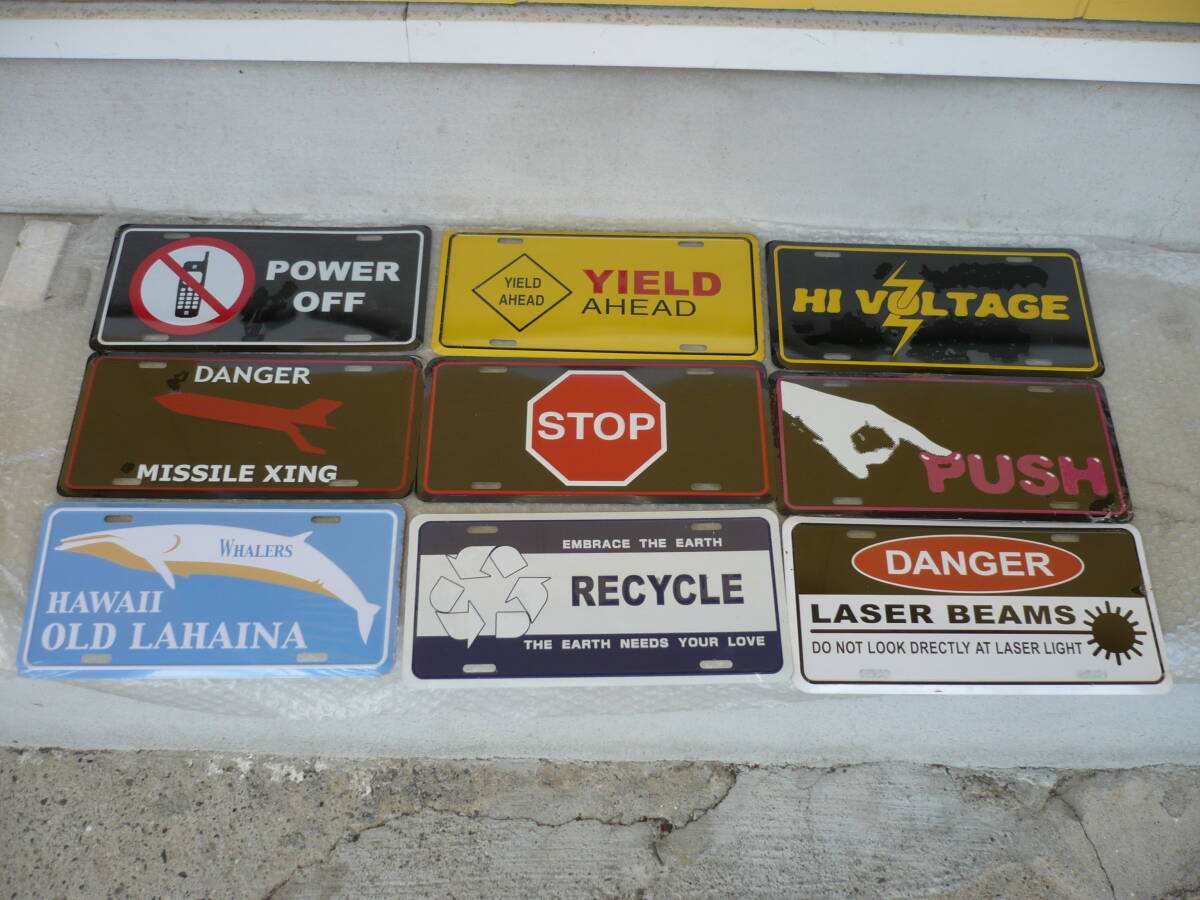 POWER
OFF
YIELD
AHEAD
YIELD
AHEAD
HI VOLTAGE
DANGER
MISSILE XING
STOP
PUSH
WHALERS
HAWAII
OLD LAHAINA
EMBRACE THE EARTH
RECYCLE
THE EARTH NEEDS YOUR LOVE
DANGER
LASER BEAMS
DO NOT LOOK DRECTLY AT LASER LIGHT